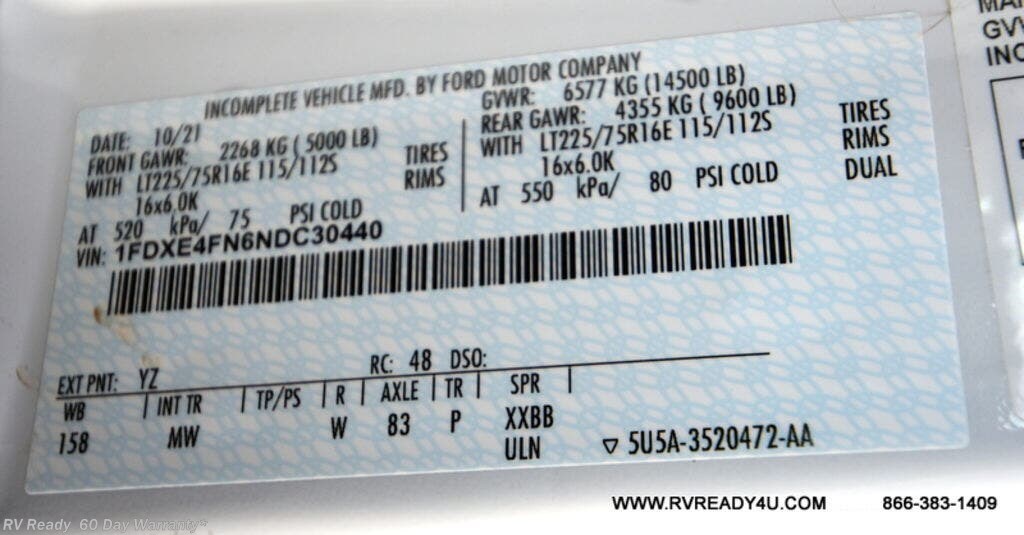 INCOMPLETE VEHICLE MFD. BY FORD MOTOR COMPANY
DATE: 10/21
FRONT GAWR: 2268 KG ( 5000 LB)
WITH LT225/75R16E 115/112S TIRES
16x6.0K RIMS
AT 520 kPa/ 75 PSI COLD
GVWR: 6577 KG (14500 LB)
REAR GAWR: 4355 KG ( 9600 LB)
WITH LT225/75R16E 115/112S TIRES
16x6.0K RIMS
AT 550 kPa/ 80 PSI COLD DUAL
VIN: 1FDXE4FN6NDC30440
EXT PNT: YZ RC: 48 DSO:
WB | INT TR | TP/PS | R | AXLE | TR | SPR |
158 MW W 83 P XXBB
ULN ▽ 5U5A-3520472-AA
WWW.RVREADY4U.COM 866-383-1409
RV Ready 60 Day Warranty